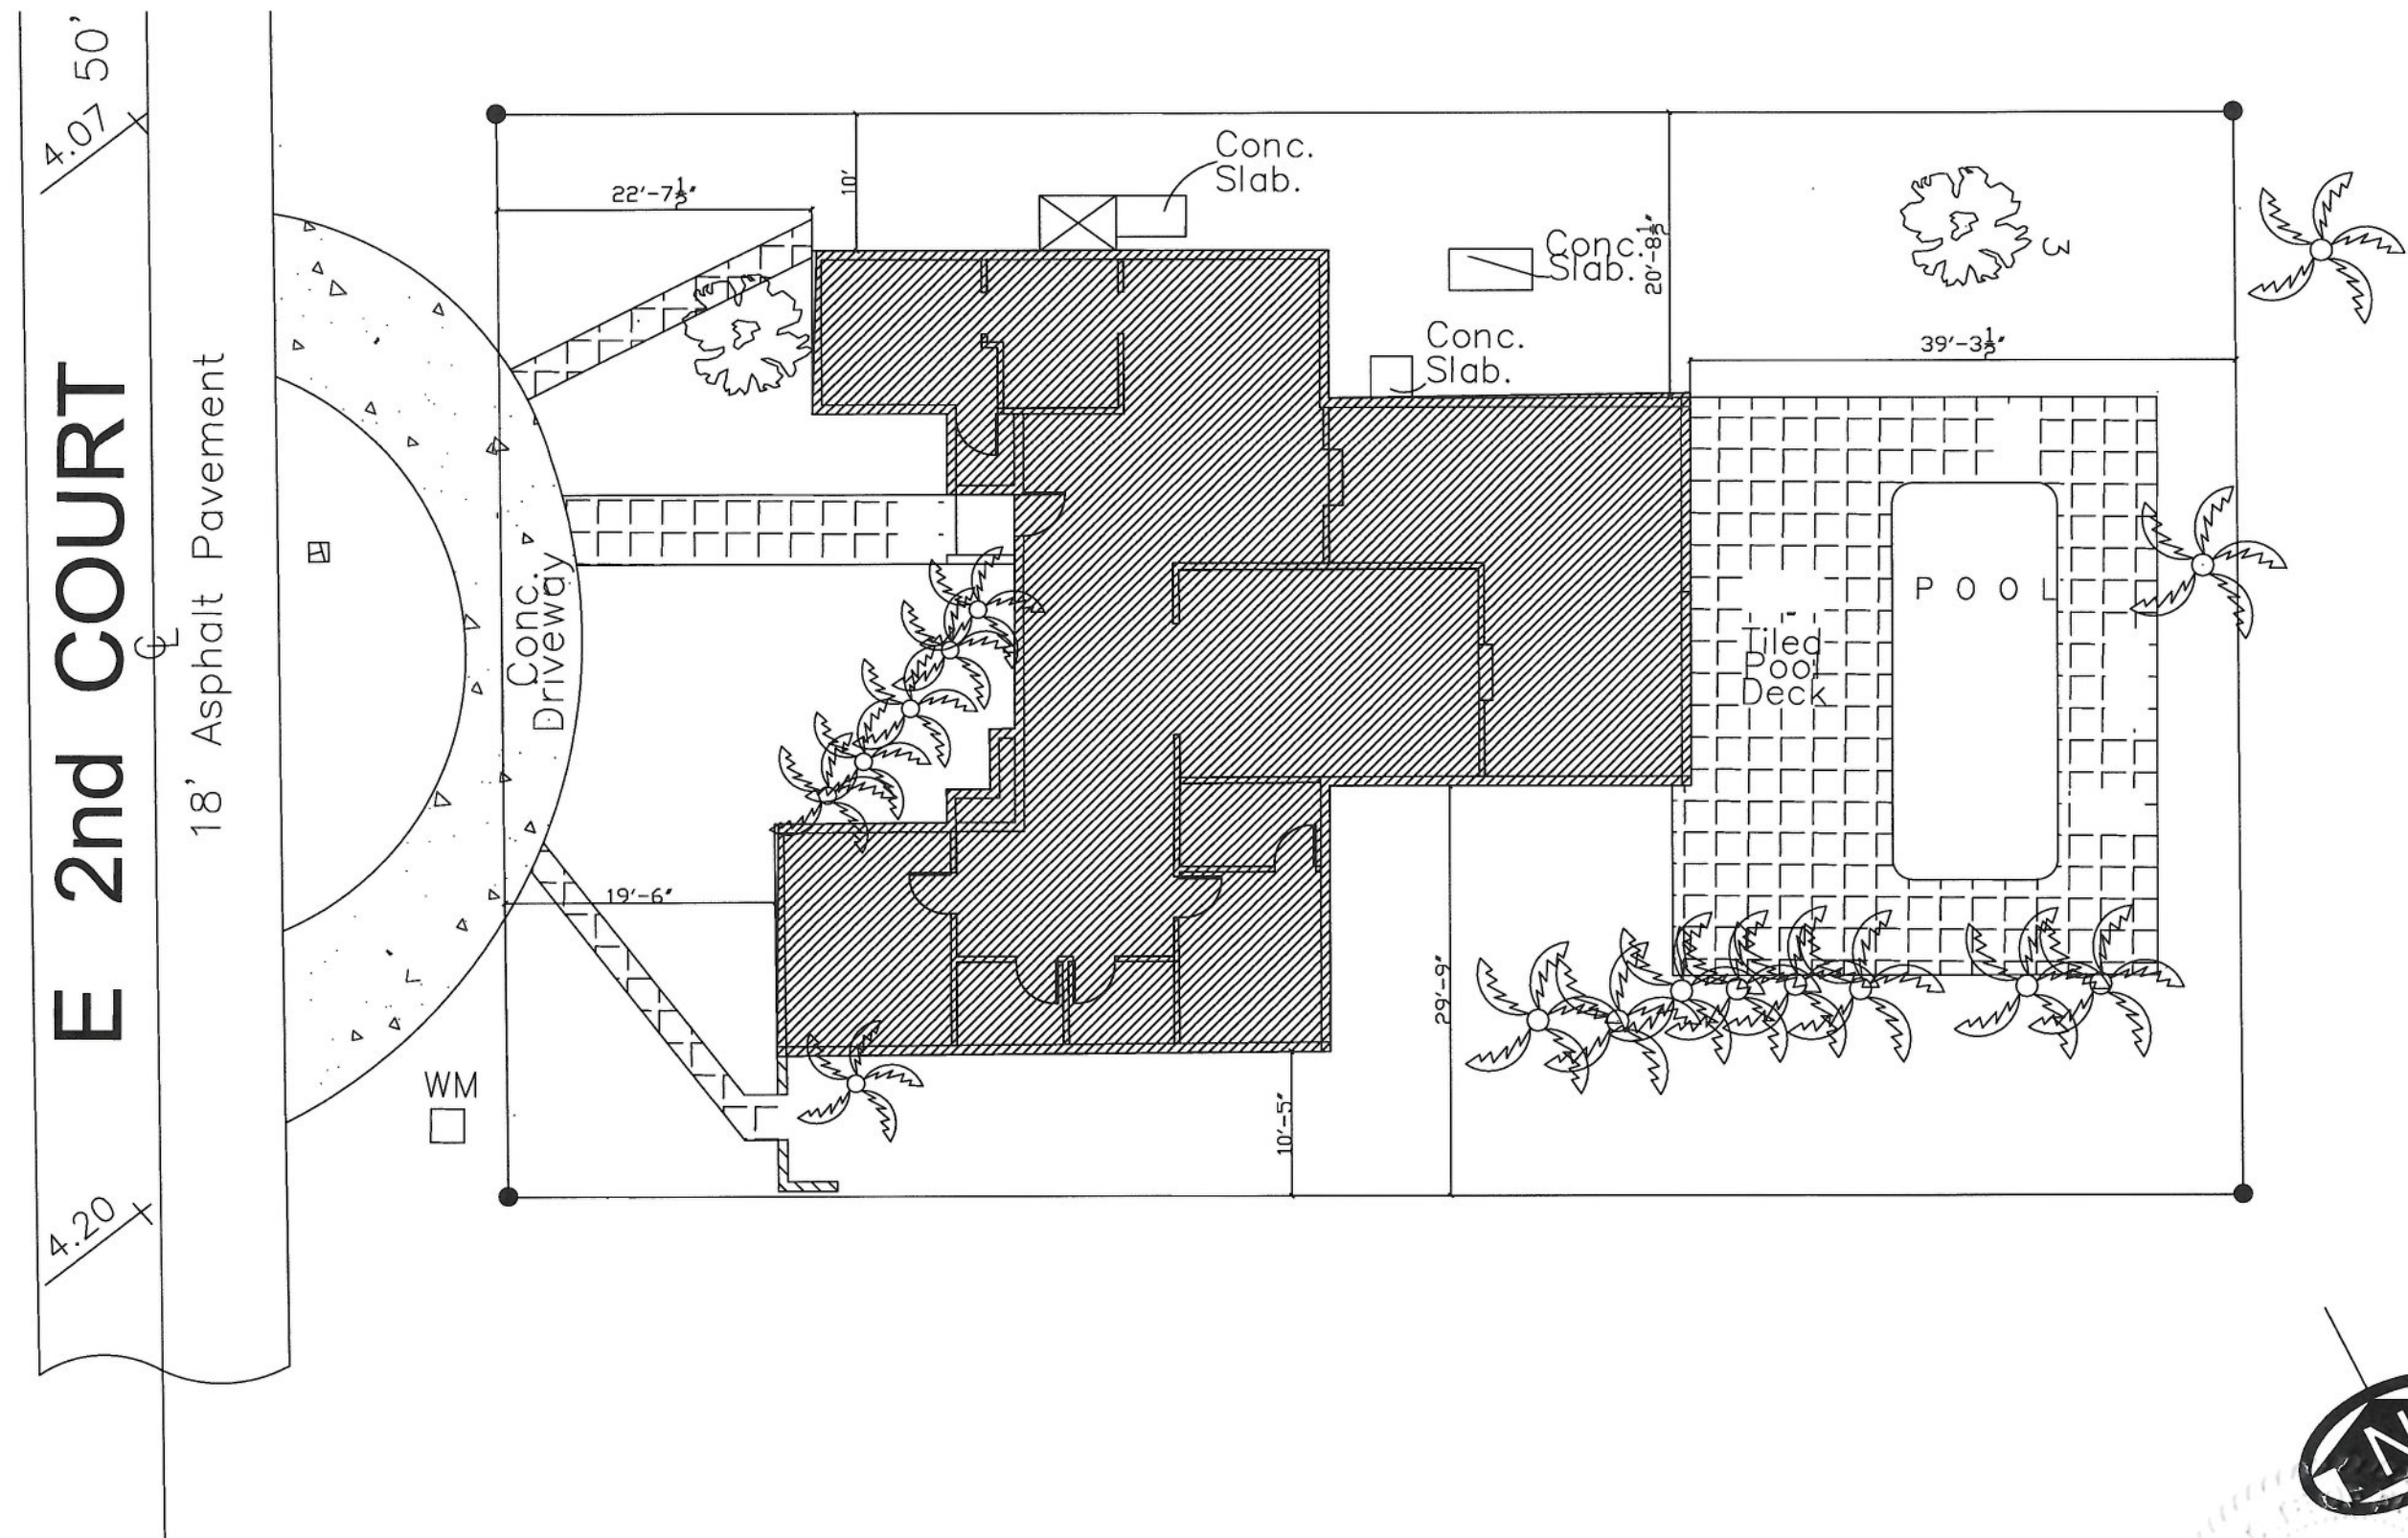 E 2nd COURT
50'
4.07
4.20
18' Asphalt Pavement
WM
Conc.
Driveway
22'-7½"
10'
Conc.
Slab.
Conc.
Slab.
Conc.
Slab.
20'-8½"
39'-3½"
3
POOL
Tiled
Pool
Deck
19'-6"
10'-5"
29'-9"
N